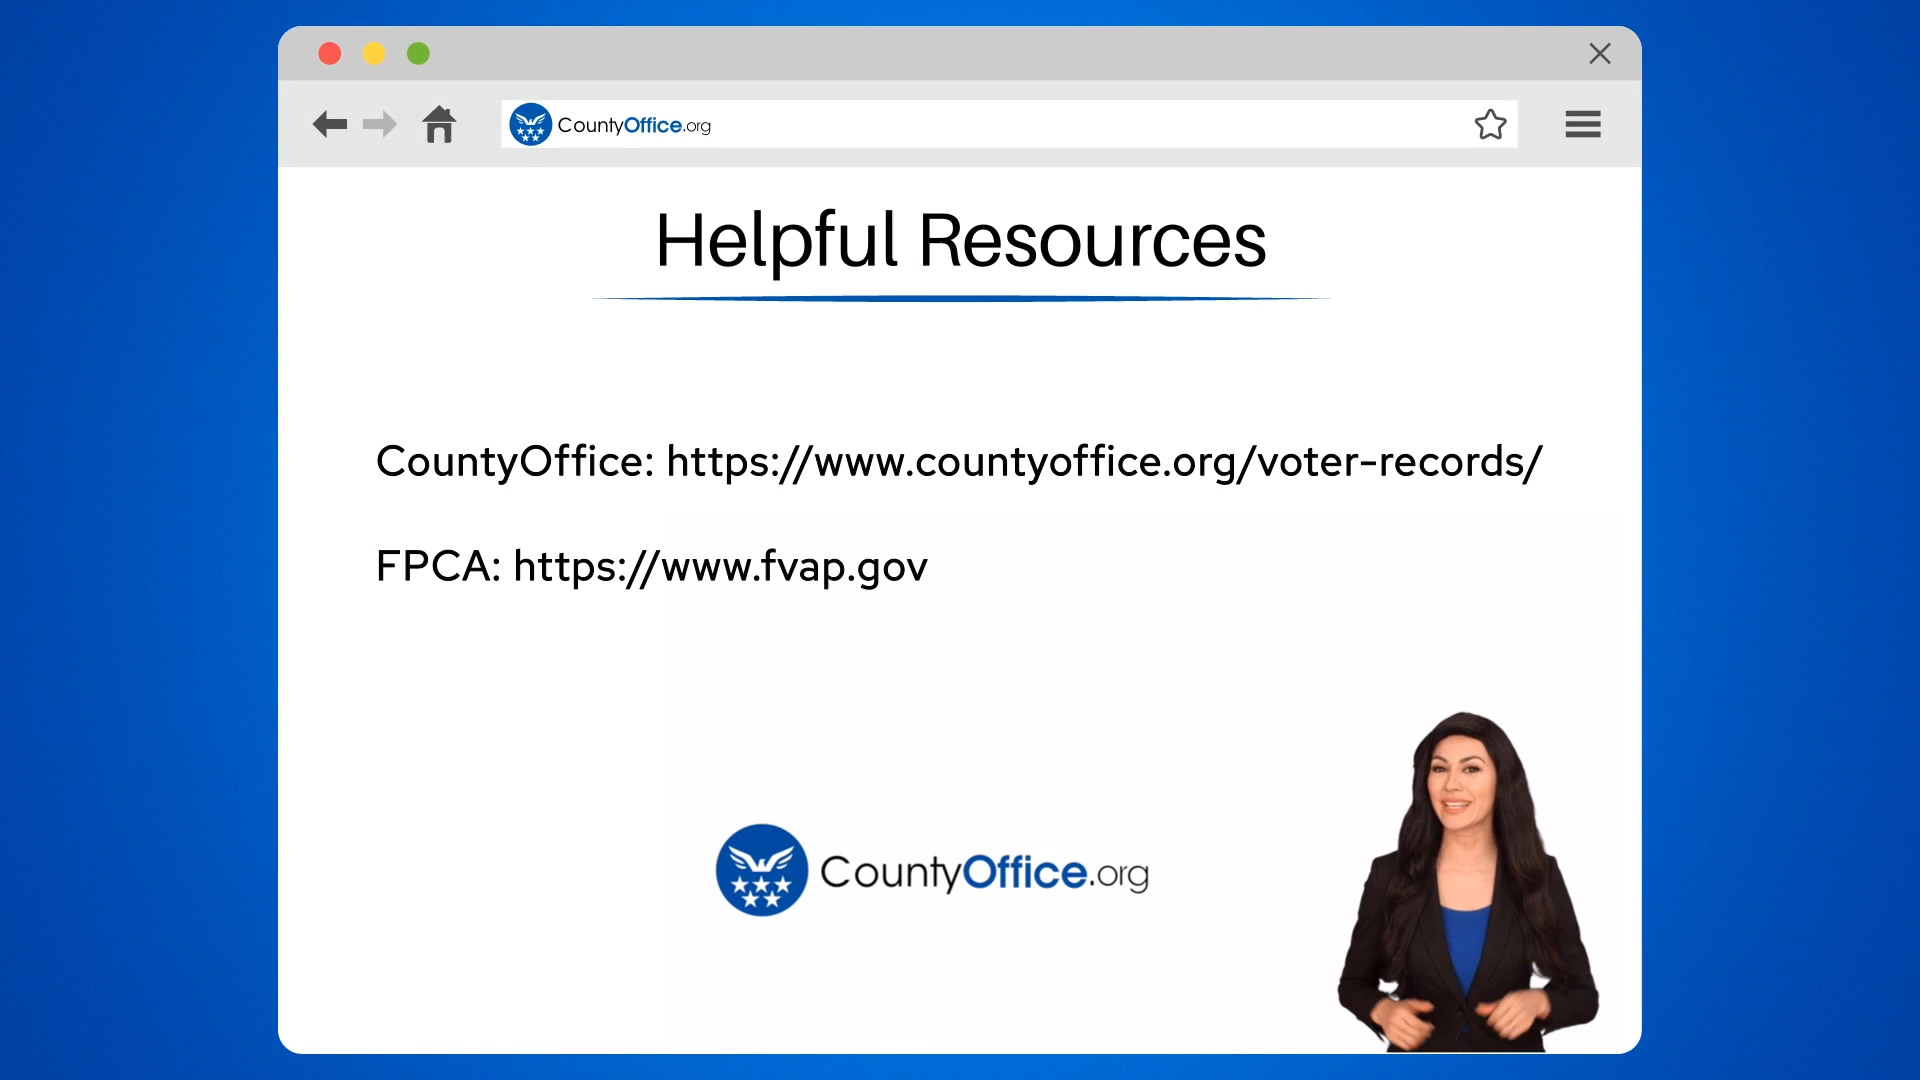 CountyOffice.org
Helpful Resources
CountyOffice: https://www.countyoffice.org/voter-records/
FPCA: https://www.fvap.gov
CountyOffice.org